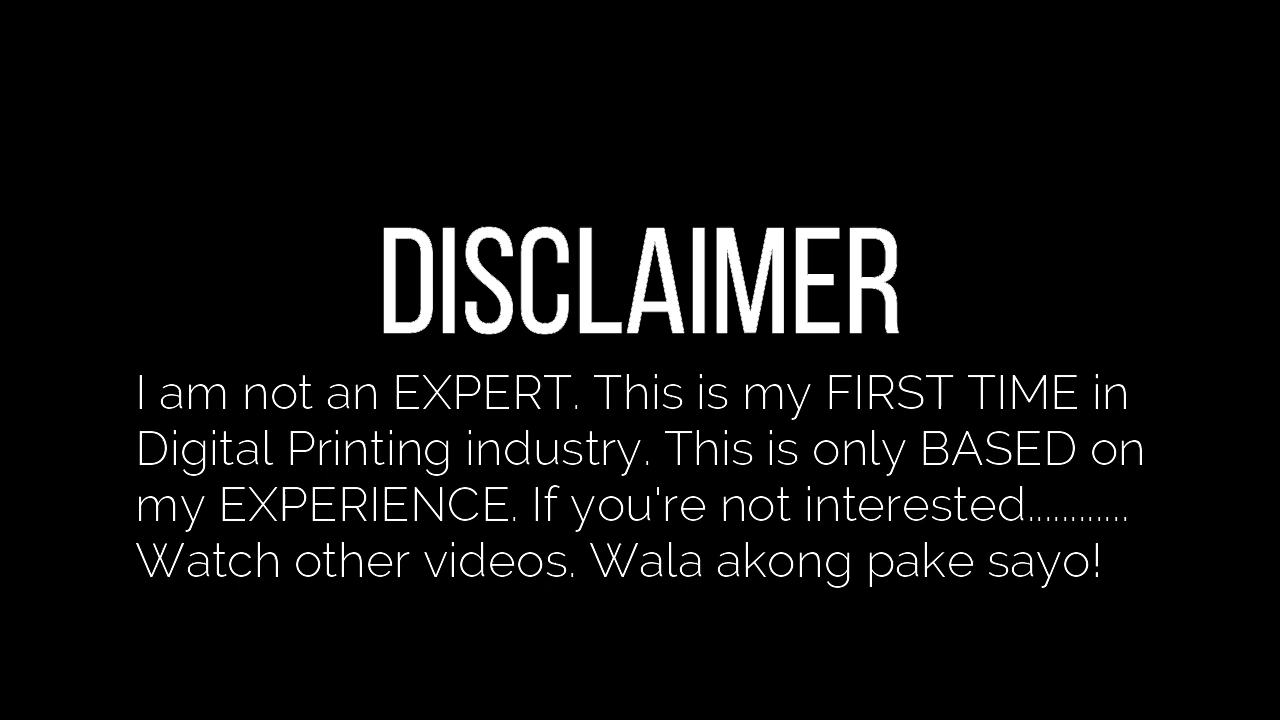 DISCLAIMER
I am not an EXPERT. This is my FIRST TIME in
Digital Printing industry. This is only BASED on
my EXPERIENCE. If you're not interested............
Watch other videos. Wala akong pake sayo!